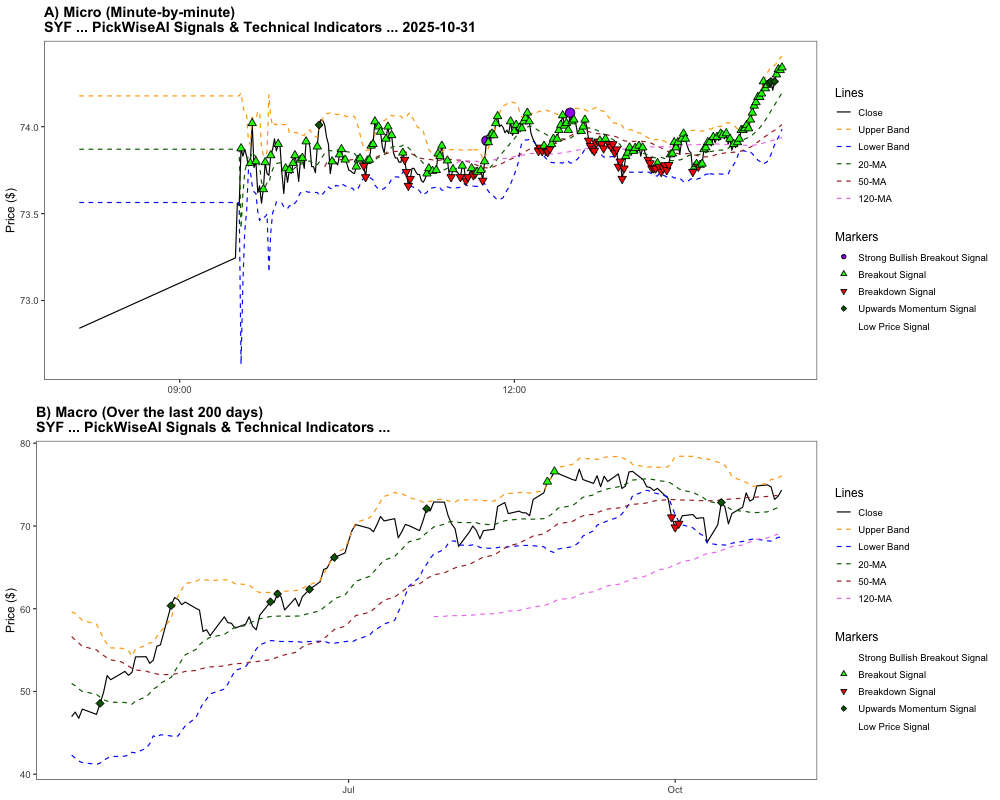 A) Micro (Minute-by-minute)
SYF ... PickWiseAI Signals & Technical Indicators ... 2025-10-31
Price ($)
74.0
73.5
73.0
09:00
12:00
Lines
Close
Upper Band
Lower Band
20-MA
50-MA
120-MA
Markers
Strong Bullish Breakout Signal
Breakout Signal
Breakdown Signal
Upwards Momentum Signal
Low Price Signal
B) Macro (Over the last 200 days)
SYF ... PickWiseAI Signals & Technical Indicators ...
Price ($)
80
70
60
50
40
Jul
Oct
Lines
Close
Upper Band
Lower Band
20-MA
50-MA
120-MA
Markers
Strong Bullish Breakout Signal
Breakout Signal
Breakdown Signal
Upwards Momentum Signal
Low Price Signal